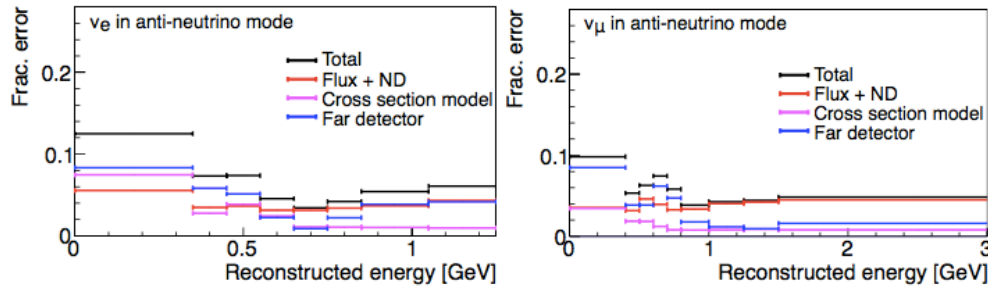 ν_e in anti-neutrino mode
Frac. error
0.2
0.1
0
Total
Flux + ND
Cross section model
Far detector
0
0.5
1
Reconstructed energy [GeV]
ν_μ in anti-neutrino mode
Frac. error
0.2
0.1
0
Total
Flux + ND
Cross section model
Far detector
0
1
2
3
Reconstructed energy [GeV]